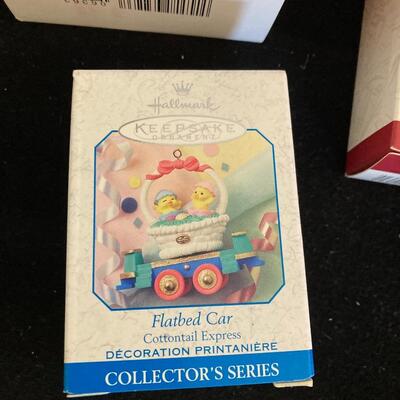 Hallmark
KEEPSAKE
ORNAMENT
Flatbed Car
Cottontail Express
DÉCORATION PRINTANIÈRE
COLLECTOR'S SERIES